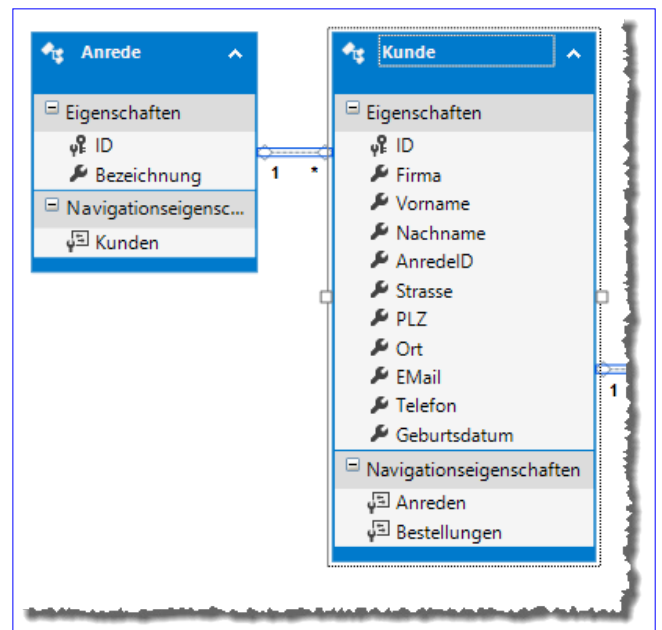 Anrede
Eigenschaften
ID
Bezeichnung
Navigationseigensc...
Kunden
1 *
Kunde
Eigenschaften
ID
Firma
Vorname
Nachname
AnredeID
Strasse
PLZ
Ort
EMail
Telefon
Geburtsdatum
Navigationseigenschaften
Anreden
Bestellungen
1